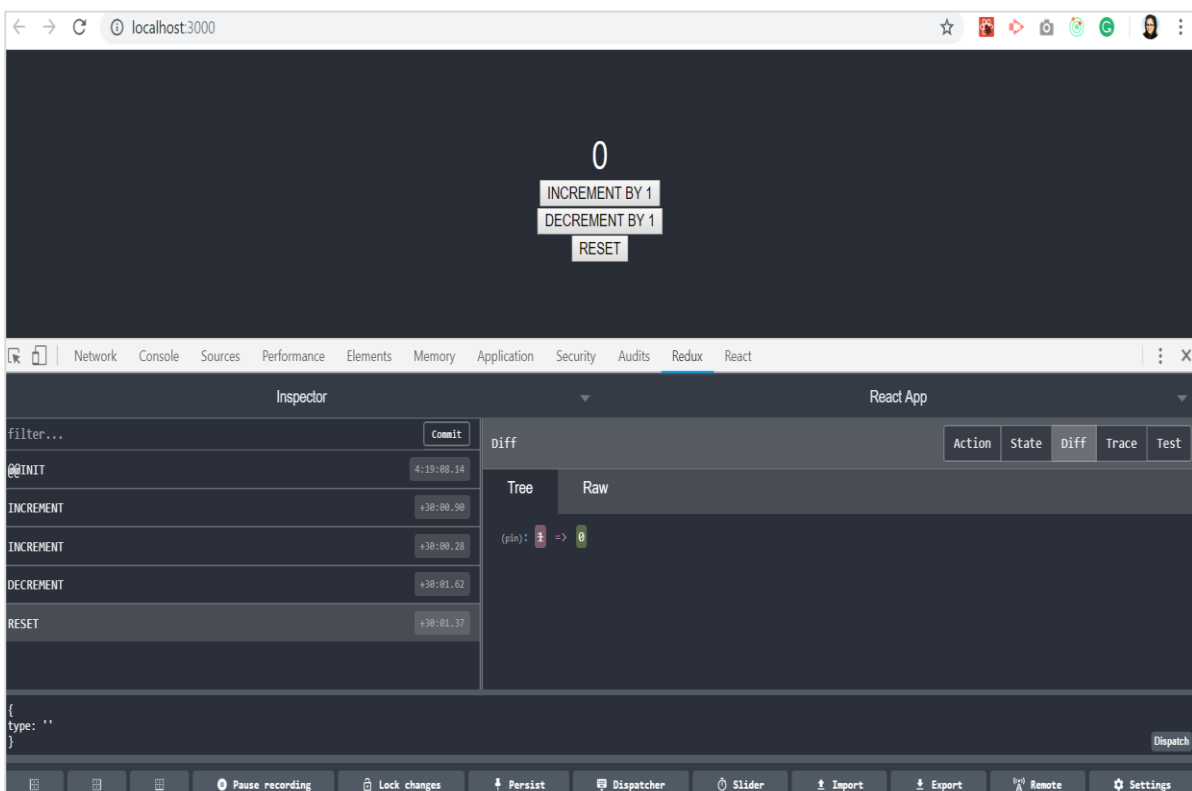 localhost:3000
0
INCREMENT BY 1
DECREMENT BY 1
RESET
Network Console Sources Performance Elements Memory Application Security Audits Redux React
Inspector React App
filter... Commit
@@INIT 4:19:08.14
INCREMENT +30:00.90
INCREMENT +30:00.28
DECREMENT +30:01.62
RESET +30:01.37
Diff Action State Diff Trace Test
Tree Raw
(pin): 1 => 0
{
type: ''
}
Dispatch
Pause recording Lock changes Persist Dispatcher Slider Import Export Remote Settings